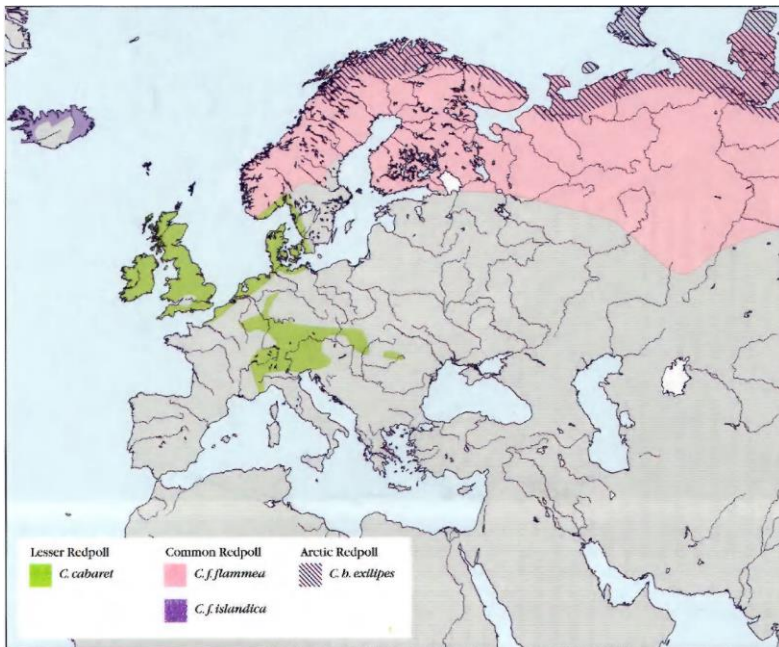 Lesser Redpoll
C. cabaret
Common Redpoll
C. f. flammea
C. f. islandica
Arctic Redpoll
C. h. exilipes